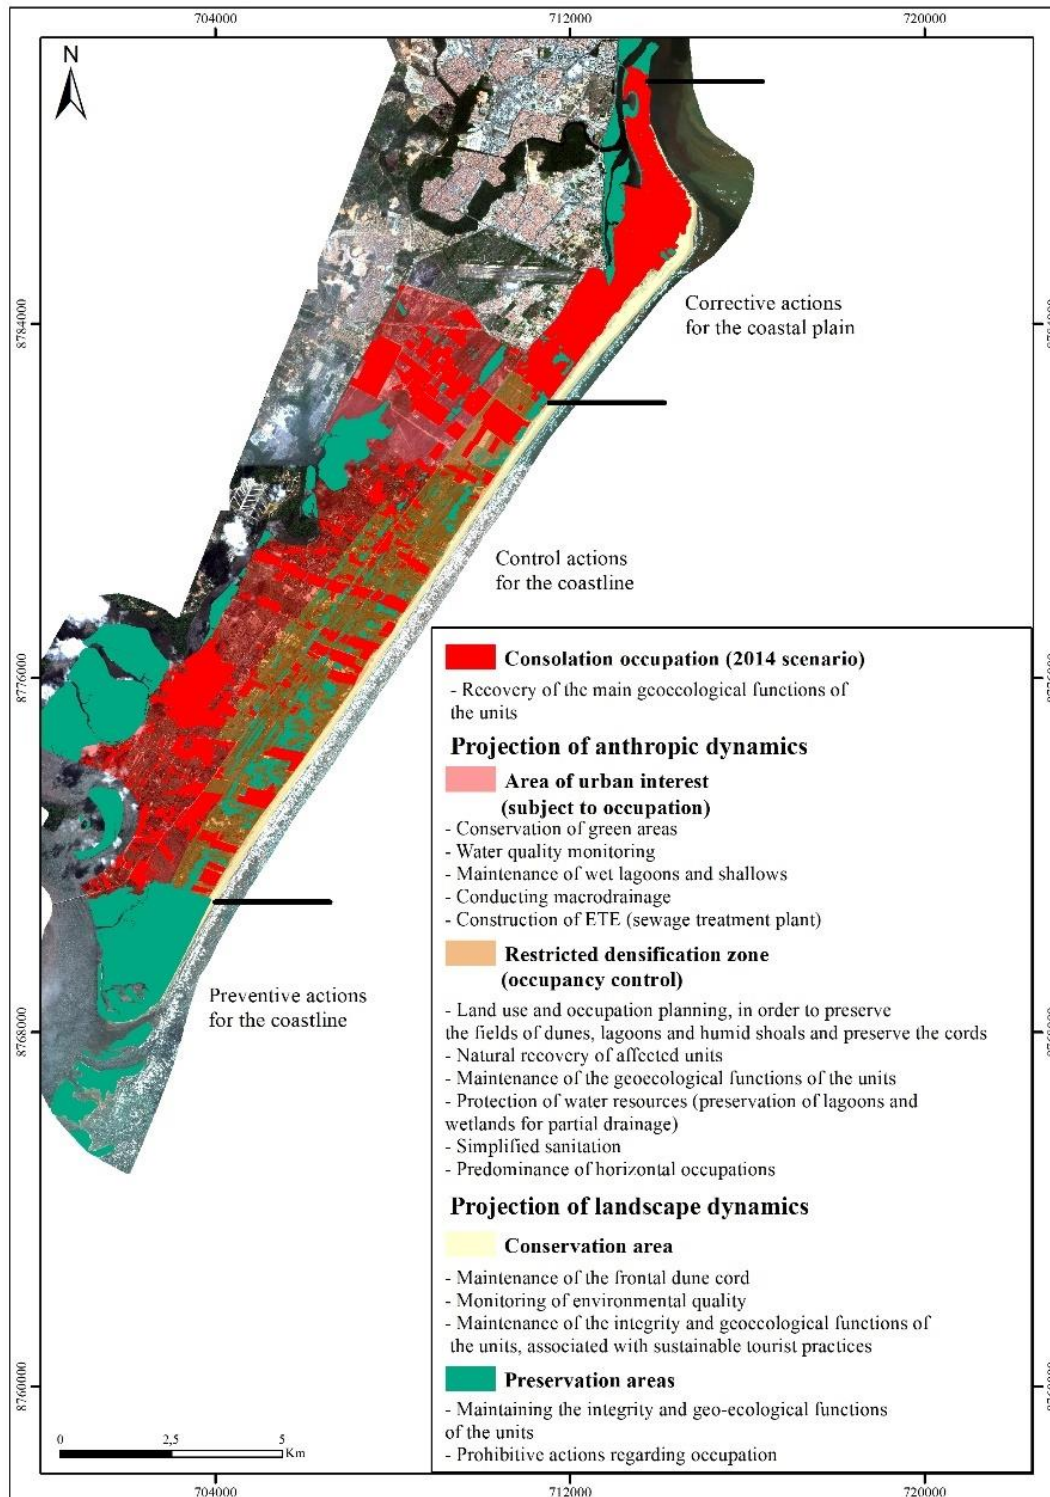 704000
712000
720000
N
8784000
8784000
Corrective actions
for the coastal plain
Control actions
for the coastline
8776000
8776000
Preventive actions
for the coastline
8768000
8768000
8760000
8760000
Consolation occupation (2014 scenario)
- Recovery of the main geoecological functions of
the units
Projection of anthropic dynamics
Area of urban interest
(subject to occupation)
- Conservation of green areas
- Water quality monitoring
- Maintenance of wet lagoons and shallows
- Conducting macrodrainage
- Construction of ETE (sewage treatment plant)
Restricted densification zone
(occupancy control)
- Land use and occupation planning, in order to preserve
the fields of dunes, lagoons and humid shoals and preserve the cords
- Natural recovery of affected units
- Maintenance of the geoecological functions of the units
- Protection of water resources (preservation of lagoons and
wetlands for partial drainage)
- Simplified sanitation
- Predominance of horizontal occupations
Projection of landscape dynamics
Conservation area
- Maintenance of the frontal dune cord
- Monitoring of environmental quality
- Maintenance of the integrity and geoecological functions of
the units, associated with sustainable tourist practices
Preservation areas
- Maintaining the integrity and geo-ecological functions
of the units
- Prohibitive actions regarding occupation
0 2,5 5
Km
704000
712000
720000